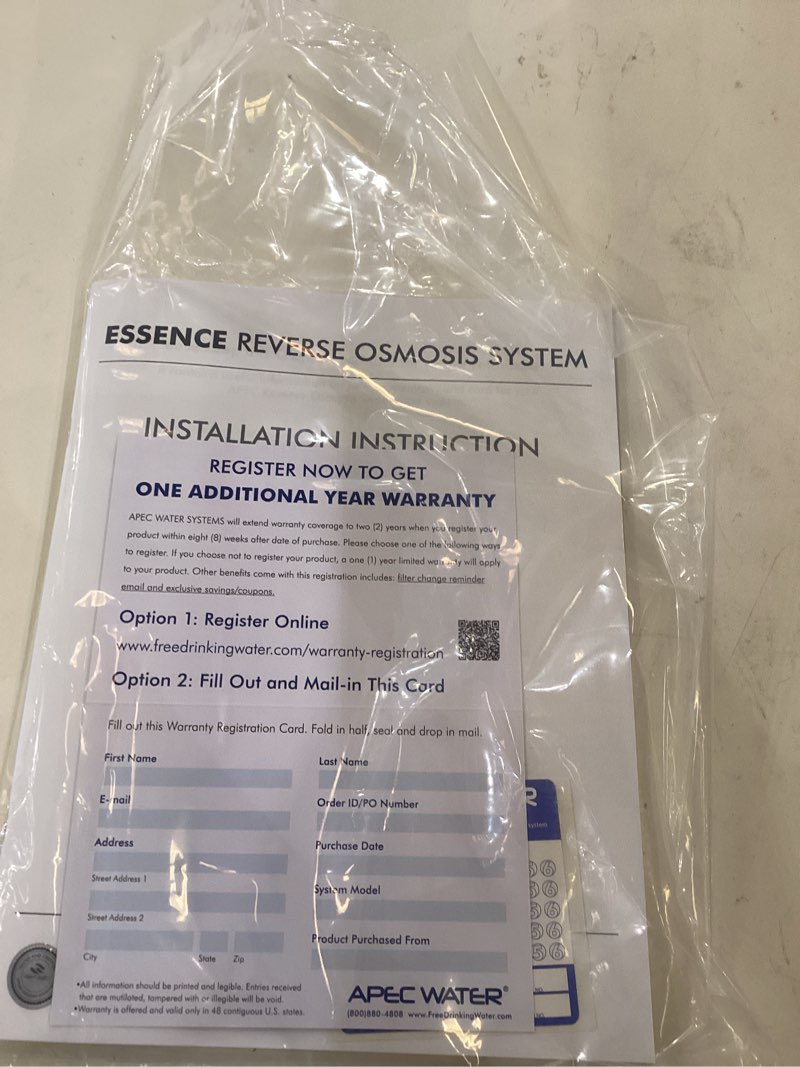 ESSENCE REVERSE OSMOSIS SYSTEM
INSTALLATION INSTRUCTION
REGISTER NOW TO GET
ONE ADDITIONAL YEAR WARRANTY
APEC WATER SYSTEMS will extend warranty coverage to two (2) years when you register your
product within eight (8) weeks after date of purchase. Please choose one of the following ways
to register. If you choose not to register your product, a one (1) year limited warranty will apply
to your product. Other benefits come with this registration includes: filter change reminder
email and exclusive savings/coupons.
Option 1: Register Online
www.freedrinkingwater.com/warranty-registration
Option 2: Fill Out and Mail-in This Card
Fill out this Warranty Registration Card. Fold in half, seal and drop in mail.
First Name
Last Name
E-mail
Order ID/PO Number
Address
Purchase Date
Street Address 1
System Model
Street Address 2
Product Purchased From
City State Zip
•All information should be printed and legible. Entries received
that are mutilated, tampered with or illegible will be void.
•Warranty is offered and valid only in 48 contiguous U.S. states.
APEC WATER®
(800)880-4808 www.FreeDrinkingWater.com
R
system
6
6
6
6
56
NO.
NO.